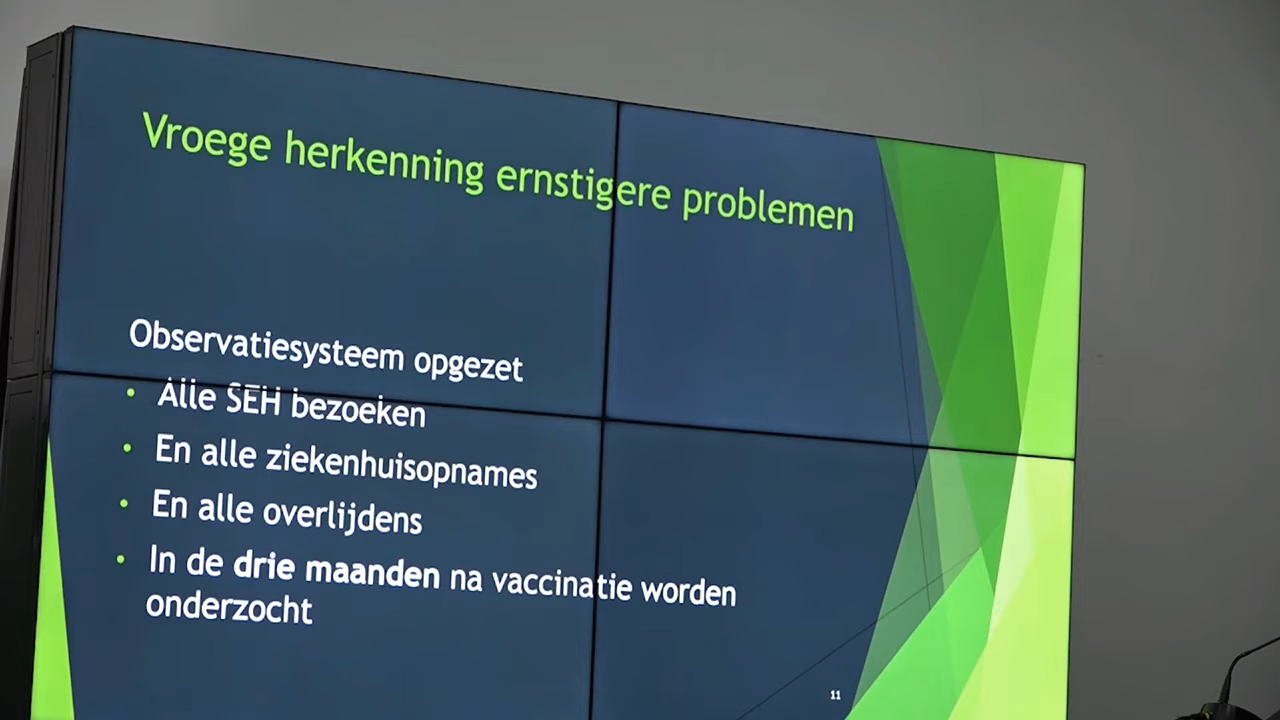 Vroege herkenning ernstigere problemen
Observatiesysteem opgezet
• Alle SEH bezoeken
• En alle ziekenhuisopnames
• En alle overlijdens
• In de drie maanden na vaccinatie worden
onderzocht
11